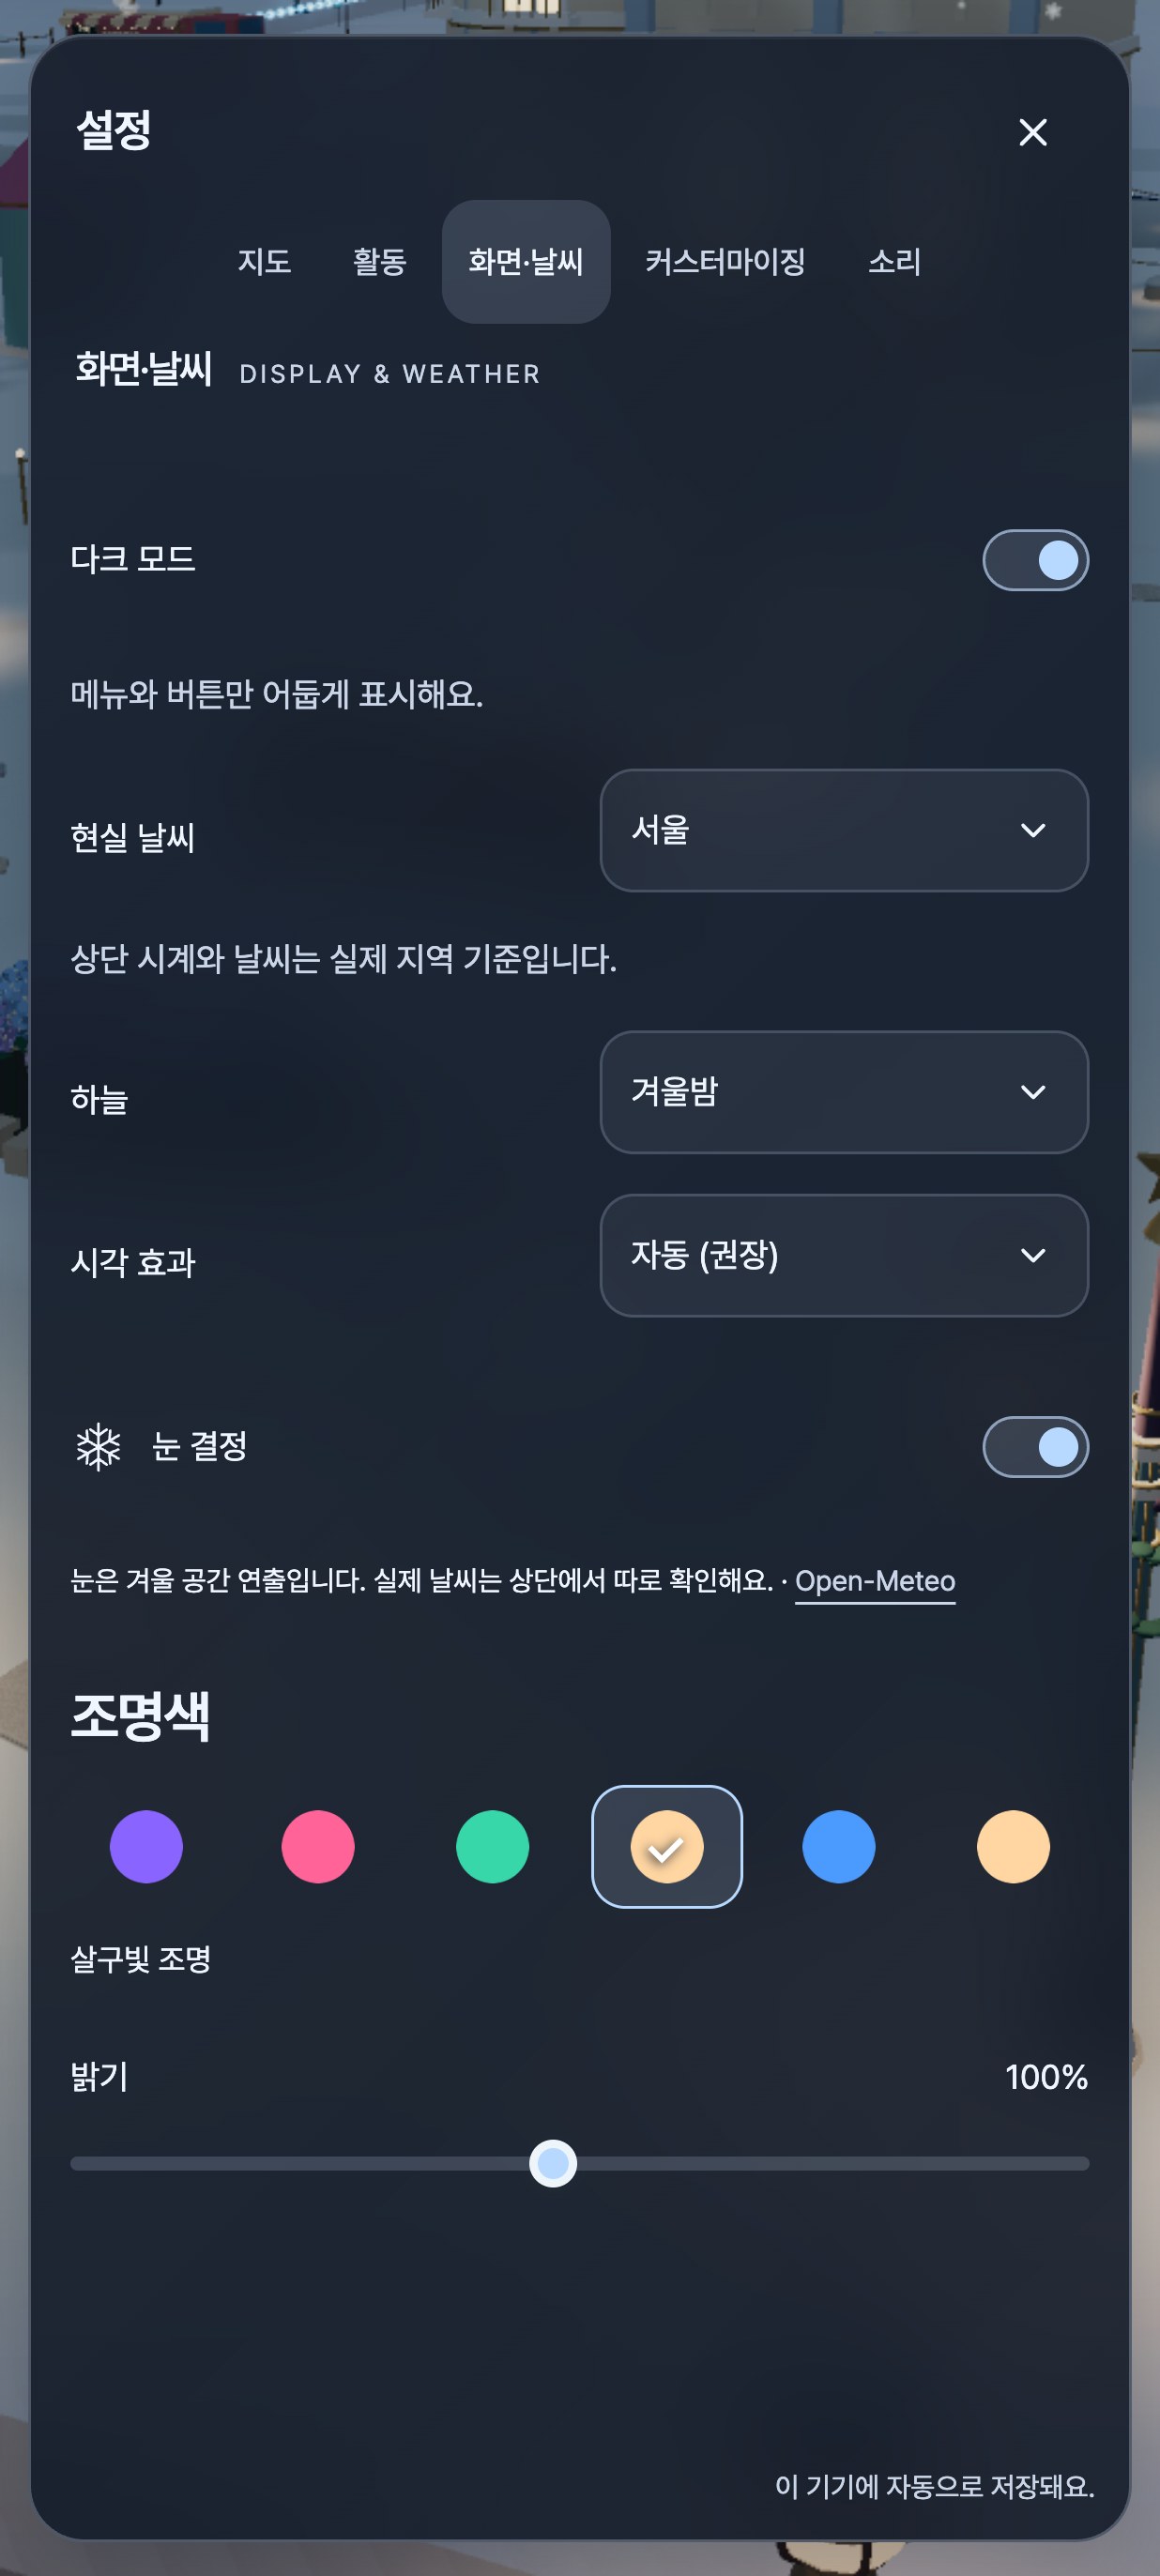 설정
지도 활동 화면·날씨 커스터마이징 소리
화면·날씨 DISPLAY & WEATHER
다크 모드
메뉴와 버튼만 어둡게 표시해요.
현실 날씨 서울
상단 시계와 날씨는 실제 지역 기준입니다.
하늘 겨울밤
시각 효과 자동 (권장)
눈 결정
눈은 겨울 공간 연출입니다. 실제 날씨는 상단에서 따로 확인해요. · Open-Meteo
조명색
살구빛 조명
밝기 100%
이 기기에 자동으로 저장돼요.